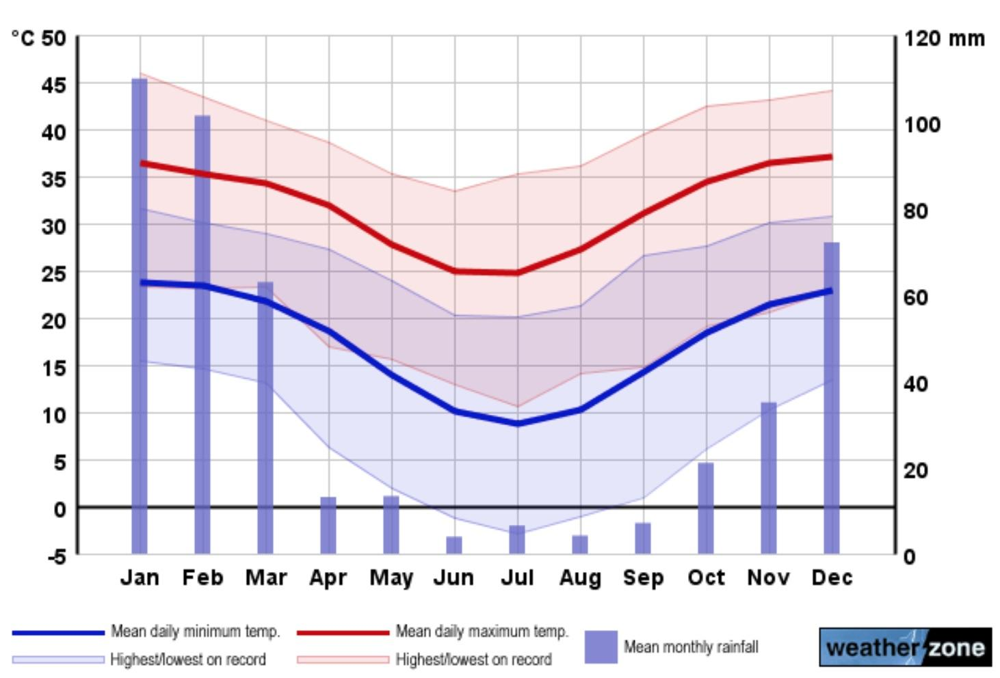 °C 50
120 mm
45
40
100
35
30
80
25
60
20
15
40
10
5
20
0
-5
0
Jan Feb Mar Apr May Jun Jul Aug Sep Oct Nov Dec
Mean daily minimum temp. Mean daily maximum temp.
Mean monthly rainfall
Highest/lowest on record Highest/lowest on record
weatherzone